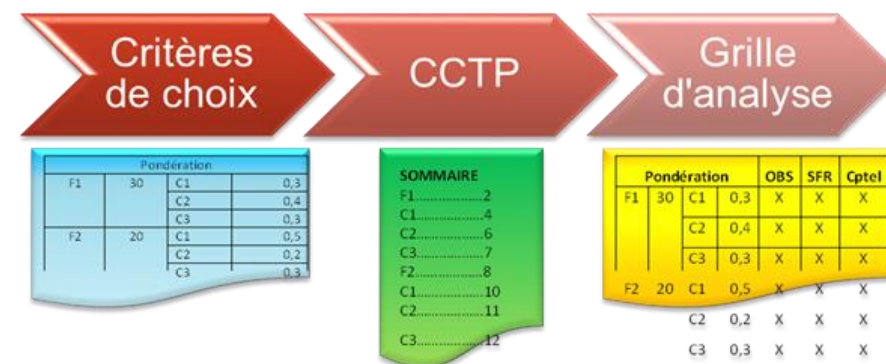 Critères
de choix
CCTP
Grille
d'analyse
Pondération
F1 30 C1 0,3
C2 0,4
C3 0,3
F2 20 C1 0,5
C2 0,2
C3 0,3
SOMMAIRE
F1.................2
C1.................4
C2.................6
C3.................7
F2.................8
C1.................10
C2.................11
C3.................12
Pondération OBS SFR Cptel
F1 30 C1 0,3 X X X
C2 0,4 X X X
C3 0,3 X X X
F2 20 C1 0,5 X X X
C2 0,2 X X X
C3 0,3 X X X